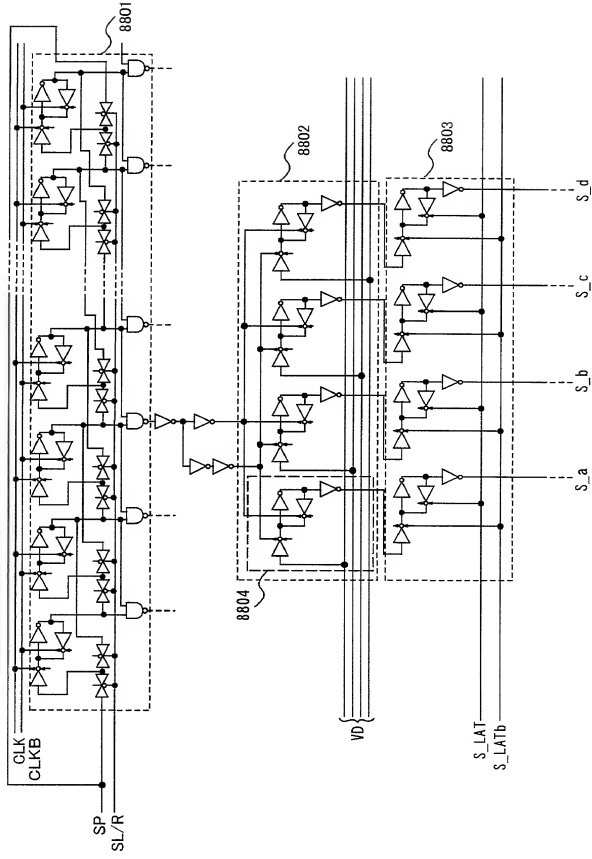 CLK
CLKB
SP
SL/R
8801
8802
8804
VD
8803
S_LAT
S_LATb
S_a
S_b
S_c
S_d